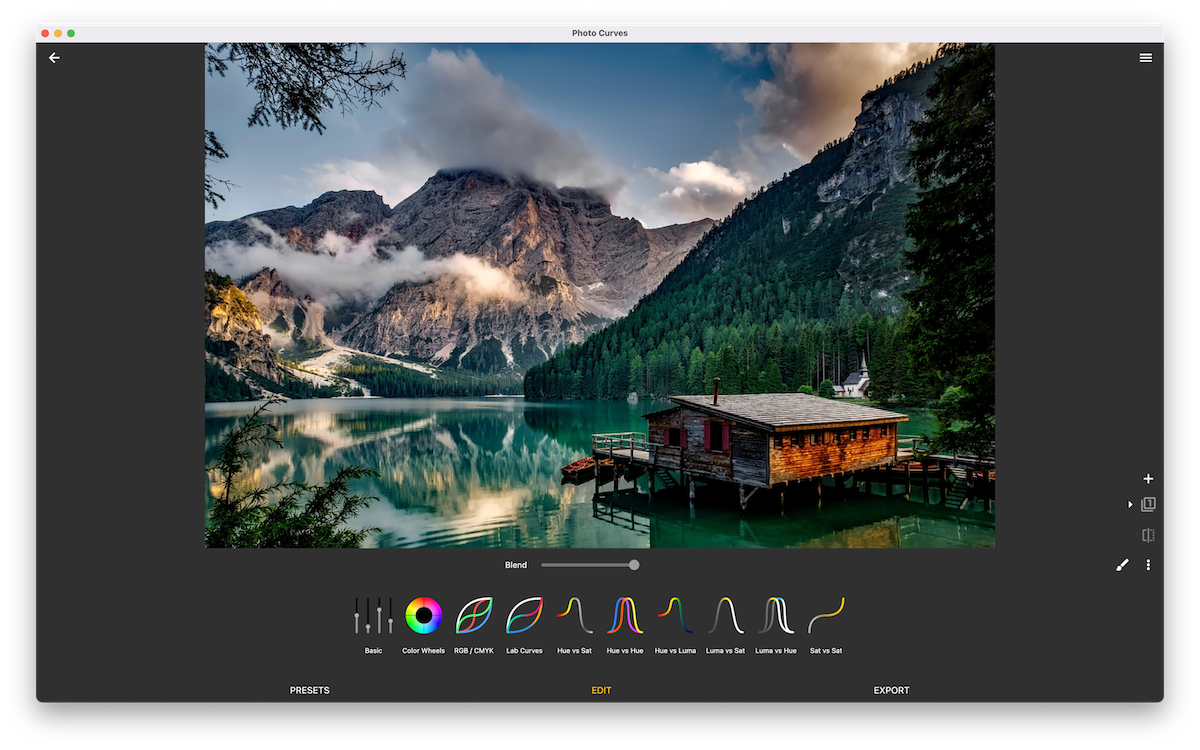 Photo Curves
Blend
Basic
Color Wheels
RGB / CMYK
Lab Curves
Hue vs Sat
Hue vs Hue
Hue vs Luma
Luma vs Sat
Luma vs Hue
Sat vs Sat
PRESETS
EDIT
EXPORT